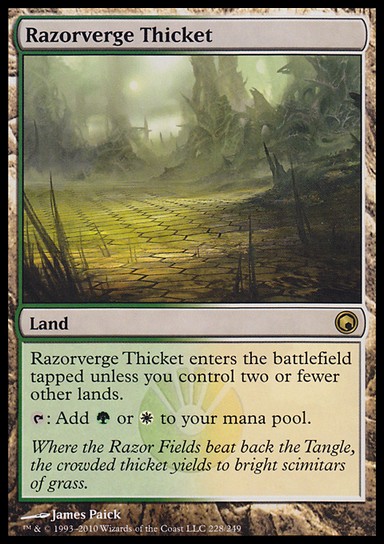 Razorverge Thicket
Land
Razorverge Thicket enters the battlefield
tapped unless you control two or fewer
other lands.
: Add or to your mana pool.
Where the Razor Fields beat back the Tangle,
the crowded thicket yields to bright scimitars
of grass.
James Paick
™ & © 1993–2010 Wizards of the Coast LLC 228/249